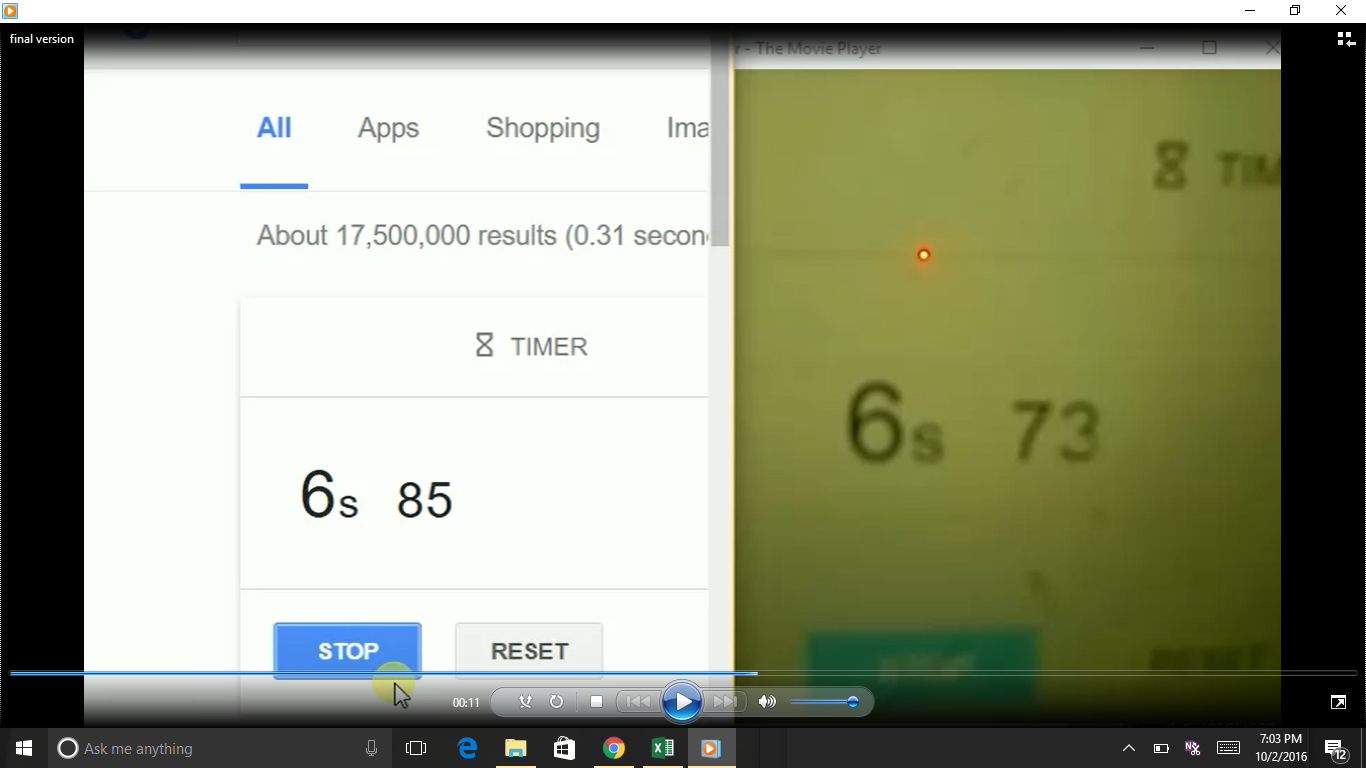 final version
r - The Movie Player
All Apps Shopping Ima
TIM
About 17,500,000 results (0.31 secon
TIMER
6s 73
6s 85
STOP RESET
00:11
Ask me anything
7:03 PM
10/2/2016
12